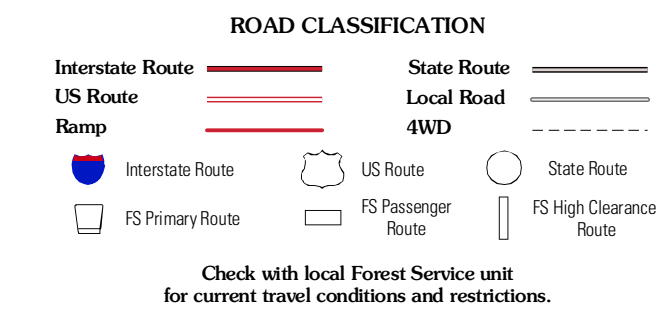 ROAD CLASSIFICATION
Interstate Route
State Route
US Route
Local Road
Ramp
4WD
Interstate Route
US Route
State Route
FS Primary Route
FS Passenger
Route
FS High Clearance
Route
Check with local Forest Service unit
for current travel conditions and restrictions.